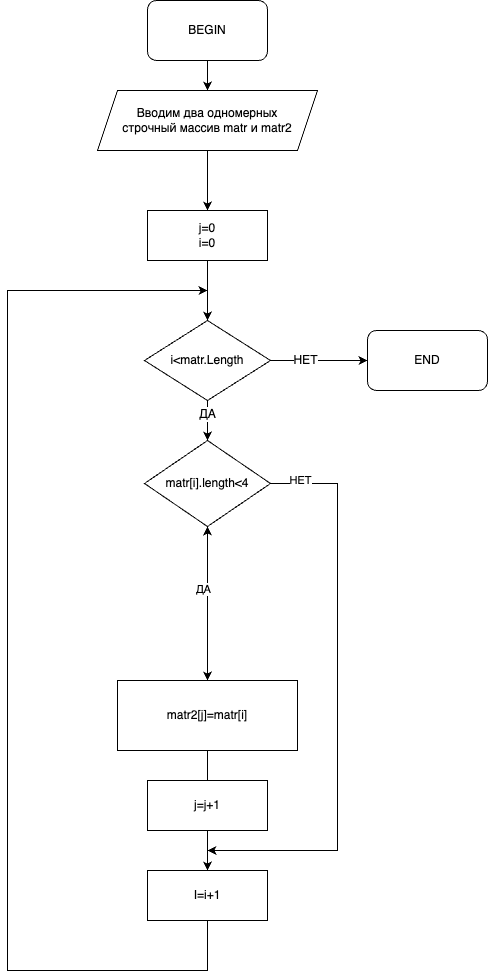 BEGIN
Вводим два одномерных
строчный массив matr и matr2
j=0
i=0
i<matr.Length
НЕТ
END
ДА
matr[i].length<4
НЕТ
ДА
matr2[j]=matr[i]
j=j+1
I=i+1